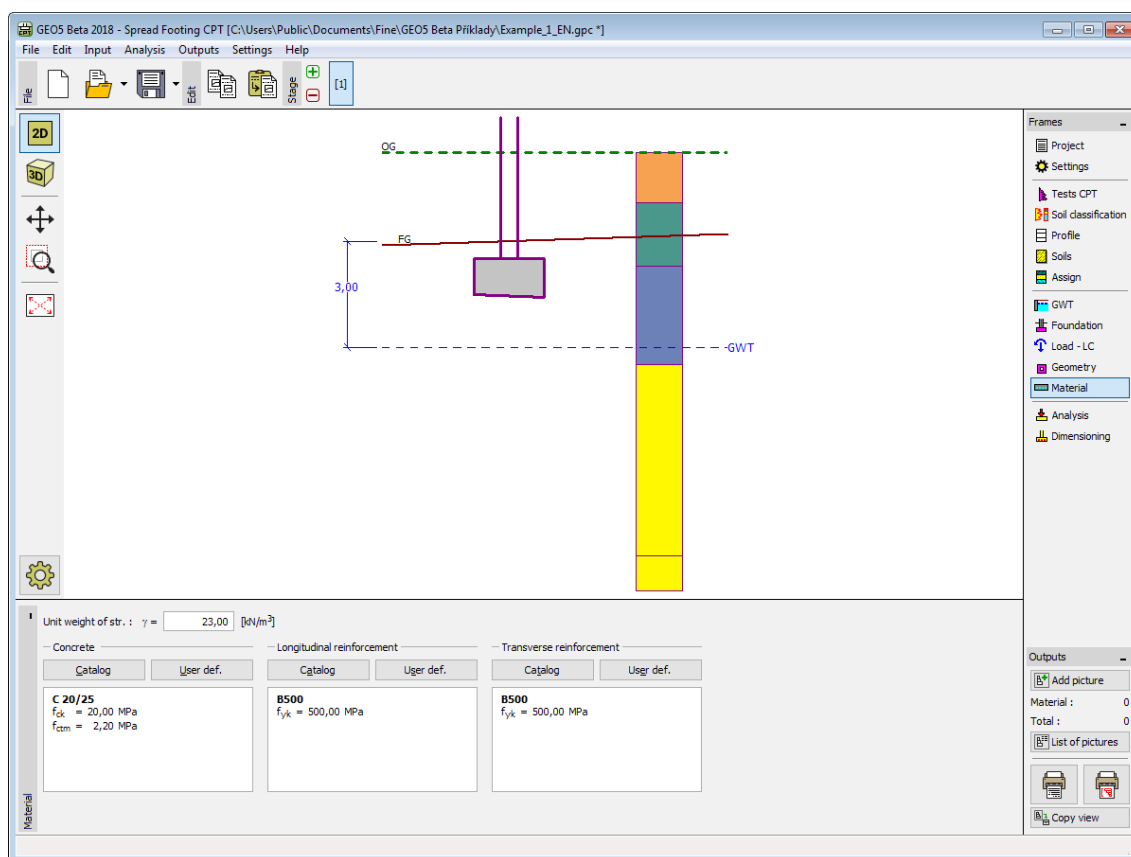 GEO5 Beta 2018 - Spread Footing CPT [C:\Users\Public\Documents\Fine\GEO5 Beta Příklady\Example_1_EN.gpc *]
File Edit Input Analysis Outputs Settings Help
File
Edit
Stage
[1]
2D
3D
OG
FG
3,00
GWT
Frames
Project
Settings
Tests CPT
Soil classification
Profile
Soils
Assign
GWT
Foundation
Load - LC
Geometry
Material
Analysis
Dimensioning
Material
Unit weight of str. : γ = 23,00 [kN/m³]
Concrete
Catalog User def.
C 20/25
fck = 20,00 MPa
fctm = 2,20 MPa
Longitudinal reinforcement
Catalog User def.
B500
fyk = 500,00 MPa
Transverse reinforcement
Catalog User def.
B500
fyk = 500,00 MPa
Outputs
Add picture
Material : 0
Total : 0
List of pictures
Copy view